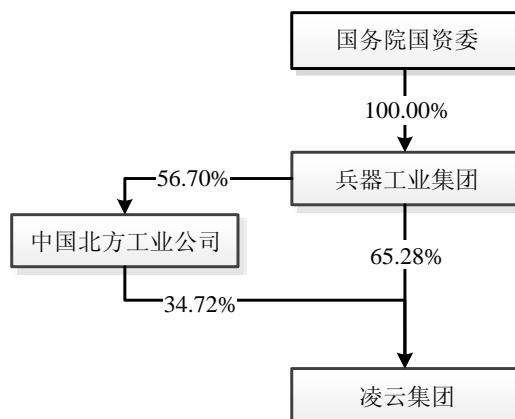 国务院国资委
100.00%
兵器工业集团
56.70%
中国北方工业公司
65.28%
34.72%
凌云集团